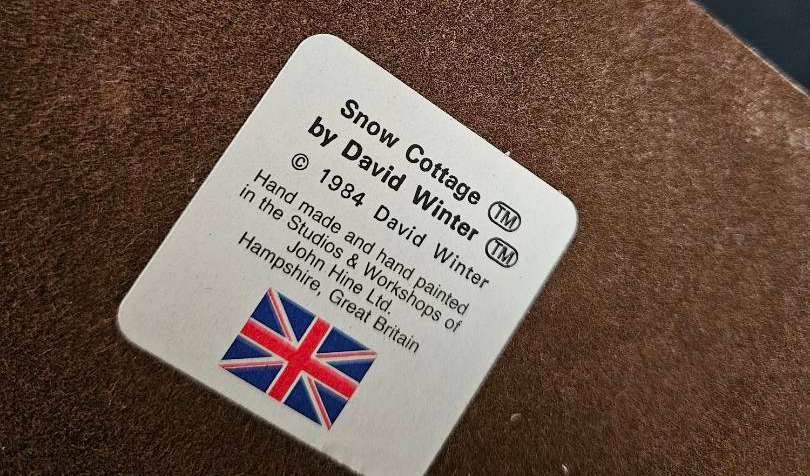 Snow Cottage ™
by David Winter ™
© 1984 David Winter
Hand made and hand painted
in the Studios & Workshops of
John Hine Ltd.
Hampshire, Great Britain